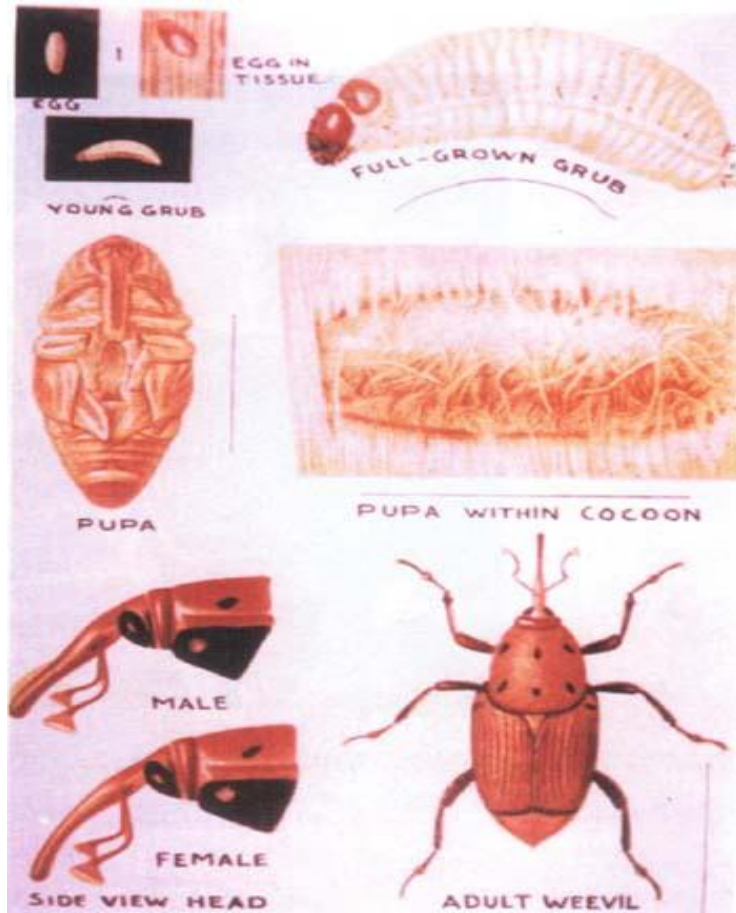 EGG
EGG IN
TISSUE
YOUNG GRUB
FULL-GROWN GRUB
PUPA
PUPA WITHIN COCOON
MALE
FEMALE
SIDE VIEW HEAD
ADULT WEEVIL